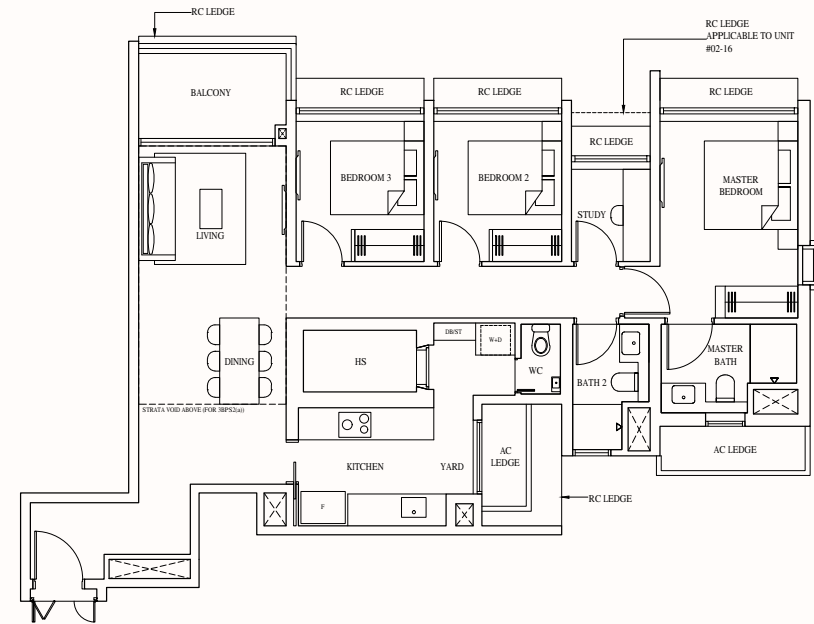 RC LEDGE
RC LEDGE
APPLICABLE TO UNIT
#02-16
BALCONY
RC LEDGE
RC LEDGE
RC LEDGE
RC LEDGE
BEDROOM 3
BEDROOM 2
MASTER
BEDROOM
STUDY
LIVING
DB/ST
W+D
HS
WC
DINING
MASTER
BATH
BATH 2
STRATA VOID ABOVE (FOR 3BPS2(a))
AC
LEDGE
AC LEDGE
KITCHEN
YARD
RC LEDGE
F